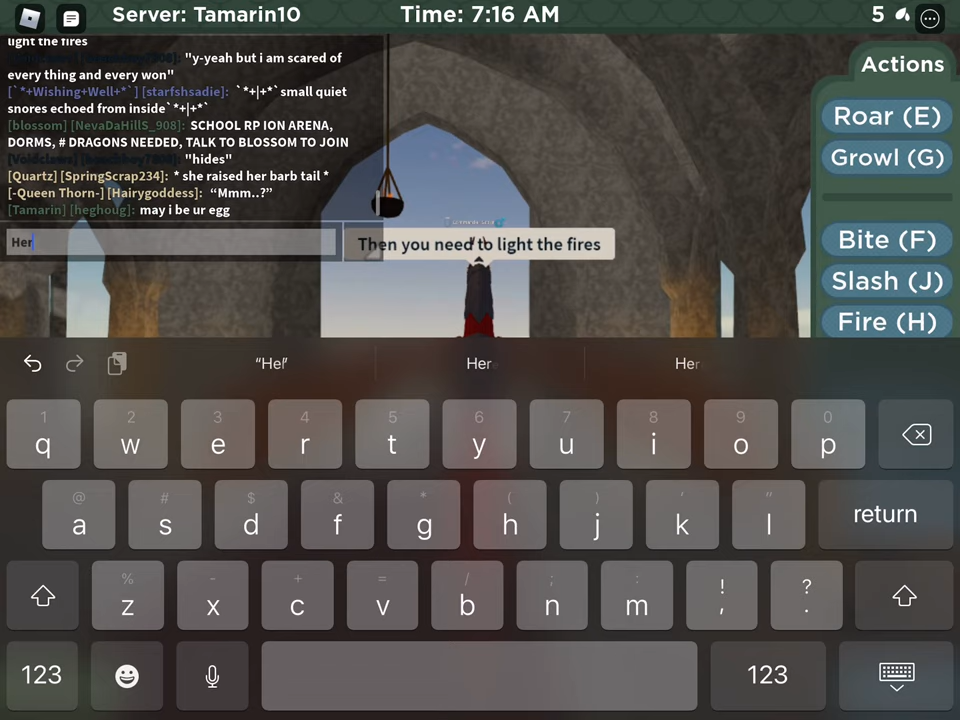 Server: Tamarin10
Time: 7:16 AM
5
light the fires
"y-yeah but i am scared of
every thing and every won"
[`*+Wishing+Well+*`] [starfshsadie]: `*+|+*`small quiet
snores echoed from inside`*+|+*`
[blossom] [NevaDaHillS_908]: SCHOOL RP ION ARENA,
DORMS, # DRAGONS NEEDED, TALK TO BLOSSOM TO JOIN
"hides"
[Quartz] [SpringScrap234]: * she raised her barb tail *
[-Queen Thorn-] [Hairygoddess]: “Mmm..?”
[Tamarin] [heghoug]: may i be ur egg
Her
Then you need to light the fires
Actions
Roar (E)
Growl (G)
Bite (F)
Slash (J)
Fire (H)
“Her”
Her
Her
1 2 3 4 5 6 7 8 9 0
q w e r t y u i o p
@ # $ & * ( ) ' "
a s d f g h j k l return
% - + = / ; : ! ?
z x c v b n m , .
123 123